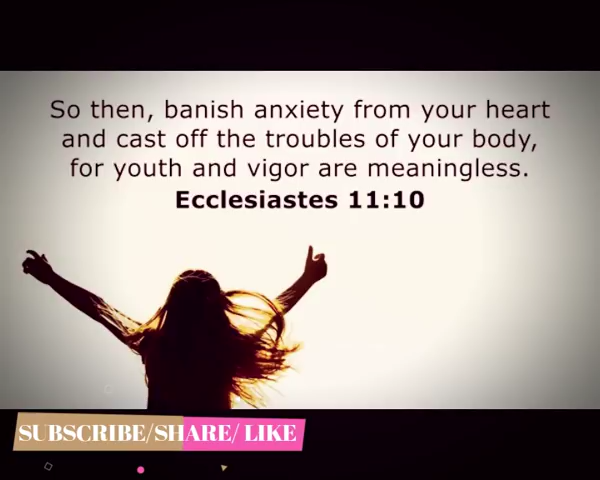 So then, banish anxiety from your heart
and cast off the troubles of your body,
for youth and vigor are meaningless.
Ecclesiastes 11:10
SUBSCRIBE/SHARE/ LIKE